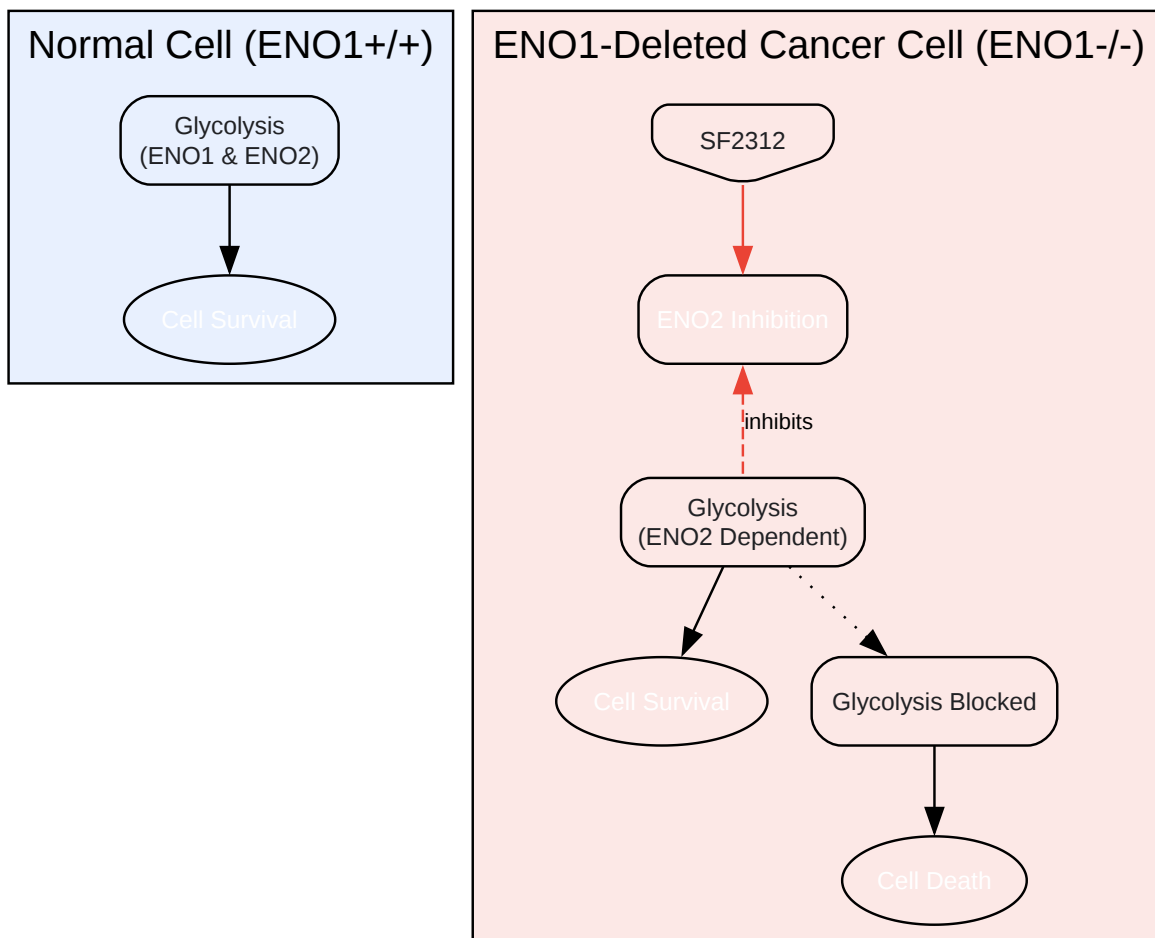 Normal Cell (ENO1+/+)
Glycolysis
(ENO1 & ENO2)
Cell Survival
ENO1-Deleted Cancer Cell (ENO1-/-)
SF2312
ENO2 Inhibition
inhibits
Glycolysis
(ENO2 Dependent)
Cell Survival
Glycolysis Blocked
Cell Death